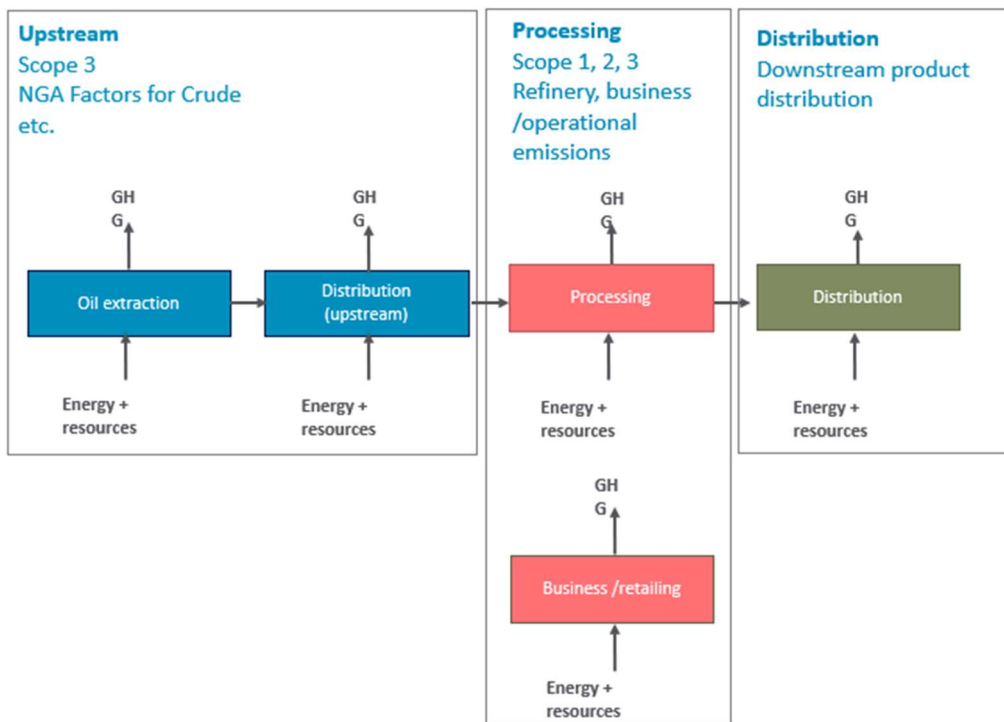 Upstream
Scope 3
NGA Factors for Crude
etc.
GH
G
GH
G
Oil extraction
Distribution
(upstream)
Energy +
resources
Energy +
resources
Processing
Scope 1, 2, 3
Refinery, business
/operational
emissions
GH
G
Processing
Energy +
resources
GH
G
Business /retailing
Energy +
resources
Distribution
Downstream product
distribution
GH
G
Distribution
Energy +
resources